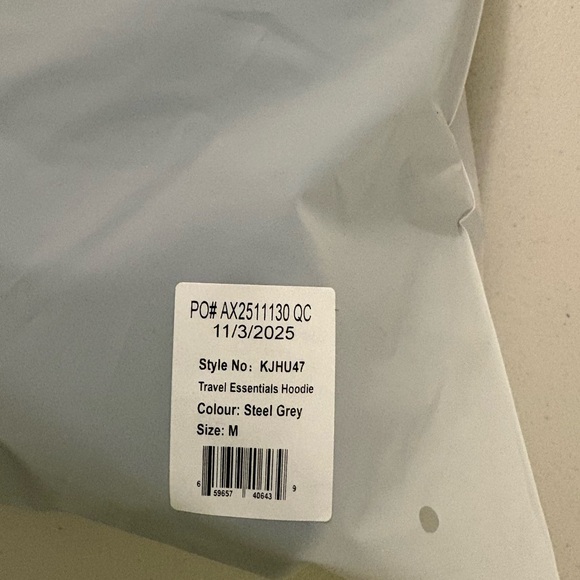 PO# AX2511130 QC
11/3/2025
Style No: KJHU47
Travel Essentials Hoodie
Colour: Steel Grey
Size: M
6 59657 40643 9